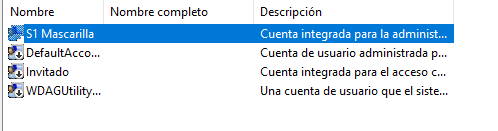 Nombre Nombre completo Descripción
S1 Mascarilla Cuenta integrada para la administ...
DefaultAcco... Cuenta de usuario administrada p...
Invitado Cuenta integrada para el acceso c...
WDAGUtility... Una cuenta de usuario que el siste...